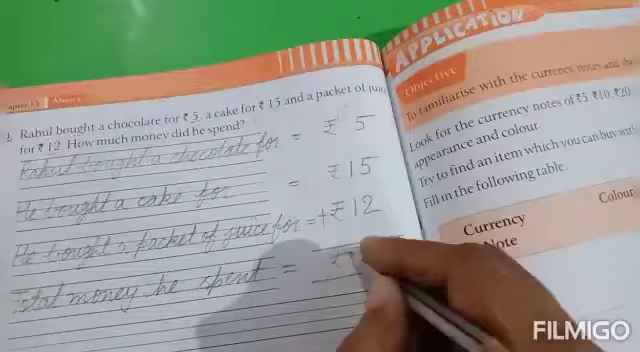 Chapter 13 Money
Rahul bought a chocolate for ₹ 5, a cake for ₹ 15 and a packet of juice
for ₹ 12. How much money did he spend?
Rahul bought a chocolate for = ₹ 5
He bought a cake for = ₹ 15
He bought a packet of juice for = + ₹ 12
Total money he spent = ₹
APPLICATION
Objective
To familiarise with the currency notes and
Look for the currency notes of ₹5 ₹10, ₹20
appearance and colour.
Try to find an item which you can buy with
Fill in the following table.
Currency Colour
Note
FILMIGO